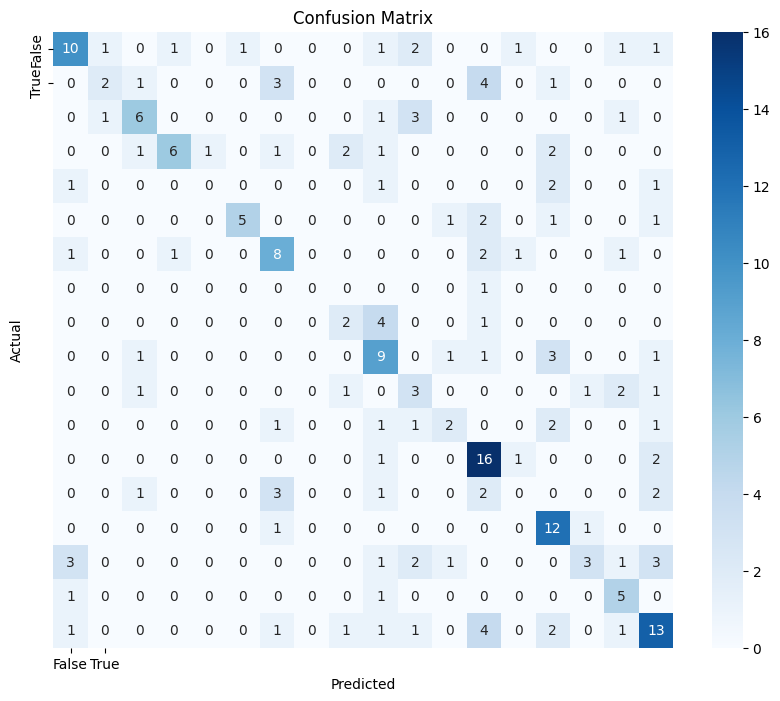 Confusion Matrix
False 10 1 0 1 0 1 0 0 0 1 2 0 0 1 0 0 1 1
True 0 2 1 0 0 0 3 0 0 0 0 0 4 0 1 0 0 0
0 1 6 0 0 0 0 0 0 1 3 0 0 0 0 0 1 0
0 0 1 6 1 0 1 0 2 1 0 0 0 0 2 0 0 0
1 0 0 0 0 0 0 0 0 1 0 0 0 0 2 0 0 1
0 0 0 0 0 5 0 0 0 0 0 1 2 0 1 0 0 1
1 0 0 1 0 0 8 0 0 0 0 0 2 1 0 0 1 0
0 0 0 0 0 0 0 0 0 0 0 0 1 0 0 0 0 0
0 0 0 0 0 0 0 0 2 4 0 0 1 0 0 0 0 0
0 0 1 0 0 0 0 0 0 9 0 1 1 0 3 0 0 1
0 0 1 0 0 0 0 0 1 0 3 0 0 0 0 1 2 1
0 0 0 0 0 0 1 0 0 1 1 2 0 0 2 0 0 1
0 0 0 0 0 0 0 0 0 1 0 0 16 1 0 0 0 2
0 0 1 0 0 0 3 0 0 1 0 0 2 0 0 0 0 2
0 0 0 0 0 0 1 0 0 0 0 0 0 0 12 1 0 0
3 0 0 0 0 0 0 0 0 1 2 1 0 0 0 3 1 3
1 0 0 0 0 0 0 0 0 1 0 0 0 0 0 0 5 0
1 0 0 0 0 0 1 0 1 1 1 0 4 0 2 0 1 13
Actual
False True
Predicted
16
14
12
10
8
6
4
2
0